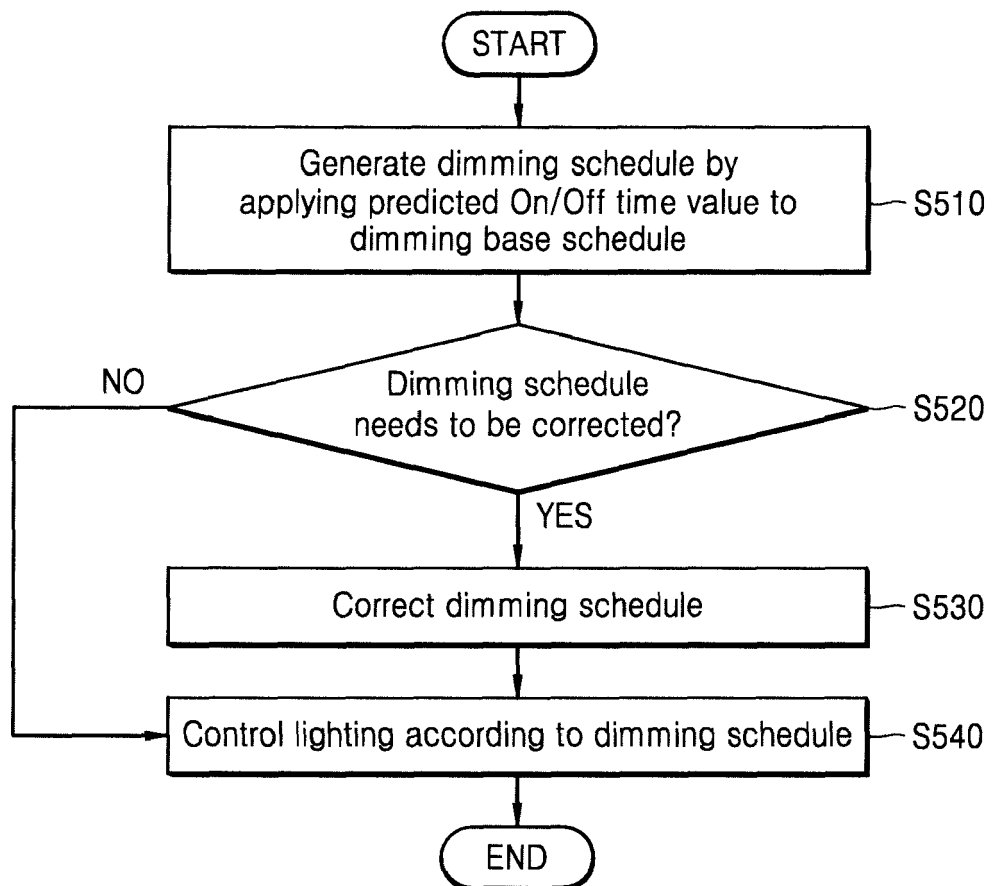 START
Generate dimming schedule by
applying predicted On/Off time value to
dimming base schedule
S510
NO
Dimming schedule
needs to be corrected?
S520
YES
Correct dimming schedule
S530
Control lighting according to dimming schedule
S540
END